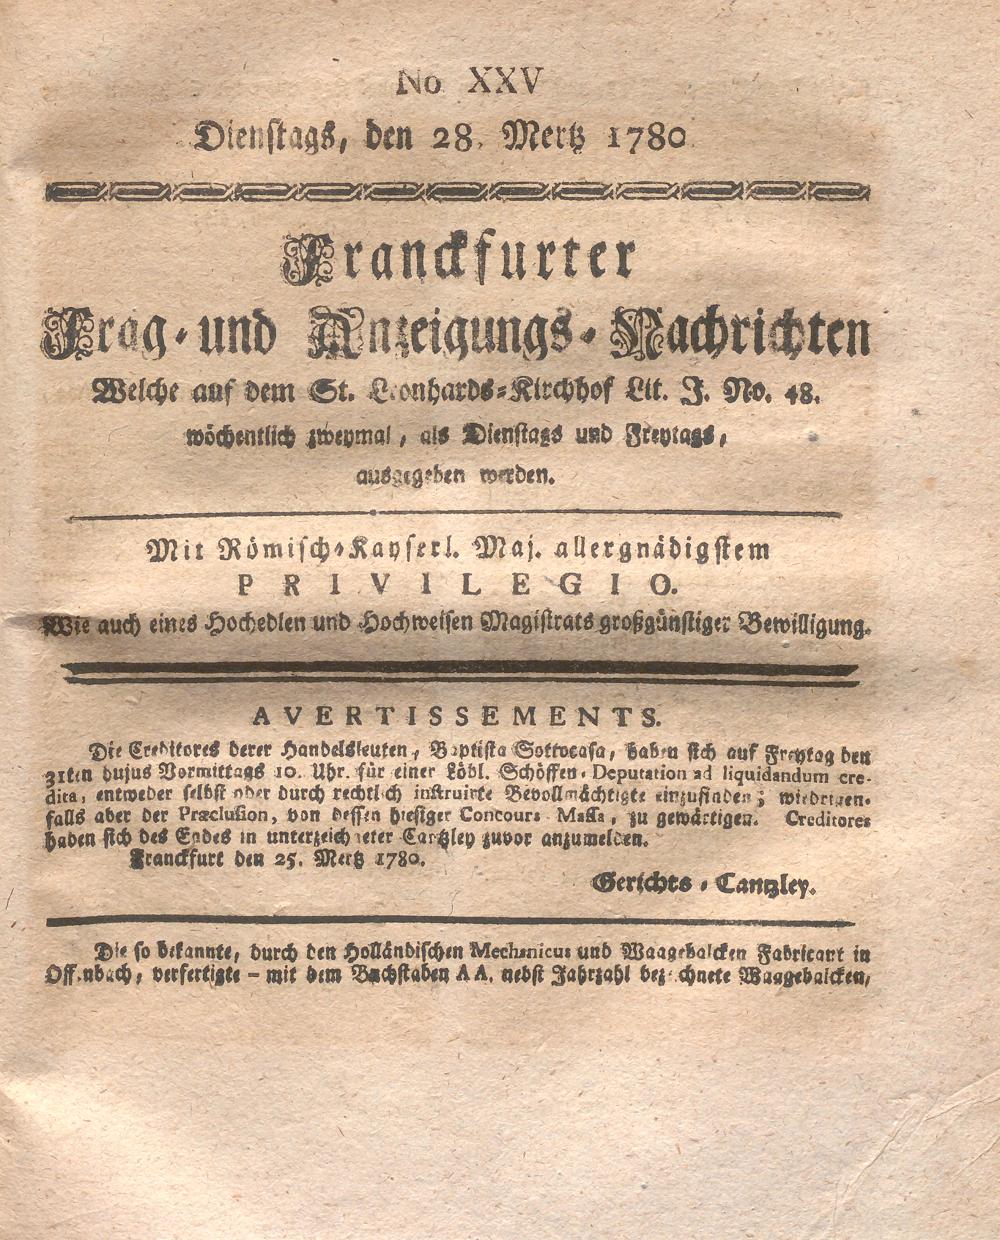 No XXV
Dienstags, den 28. Mertz 1780
Franckfurter
Frag- und Anzeigungs-Nachrichten
Welche auf dem St. Leonhards-Kirchhof Lit. J. No. 48.
wöchentlich zweymal, als Dienstags und Freytags,
ausgegeben werden.
Mit Römisch-Kayserl. Maj. allergnädigstem
PRIVILEGIO.
Wie auch eines Hochedlen und Hochweisen Magistrats großgünstiger Bewilligung.
AVERTISSEMENTS.
Die Creditores derer Handelsleuten, Baptista Sottocasa, haben sich auf Freytag den
31ten hujus Vormittags 10. Uhr. für einer Löbl. Schöffen-Deputation ad liquidandum cre-
dita, entweder selbst oder durch rechtlich instruirte Bevollmächtigte einzufinden; wiedrigen-
falls aber der Præclusion, von dessen hiesiger Concours Massa, zu gewärtigen. Creditores
haben sich des Endes in unterzeichneter Cantzley zuvor anzumelden.
Franckfurt den 25. Mertz 1780.
Gerichts-Cantzley.
Die so bekannte, durch den Holländischen Mechanicus und Waagebalcken Fabricant in
Offenbach, verfertigte - mit dem Buchstaben AA. nebst Jahrzahl bezeichnete Waagebalcken,